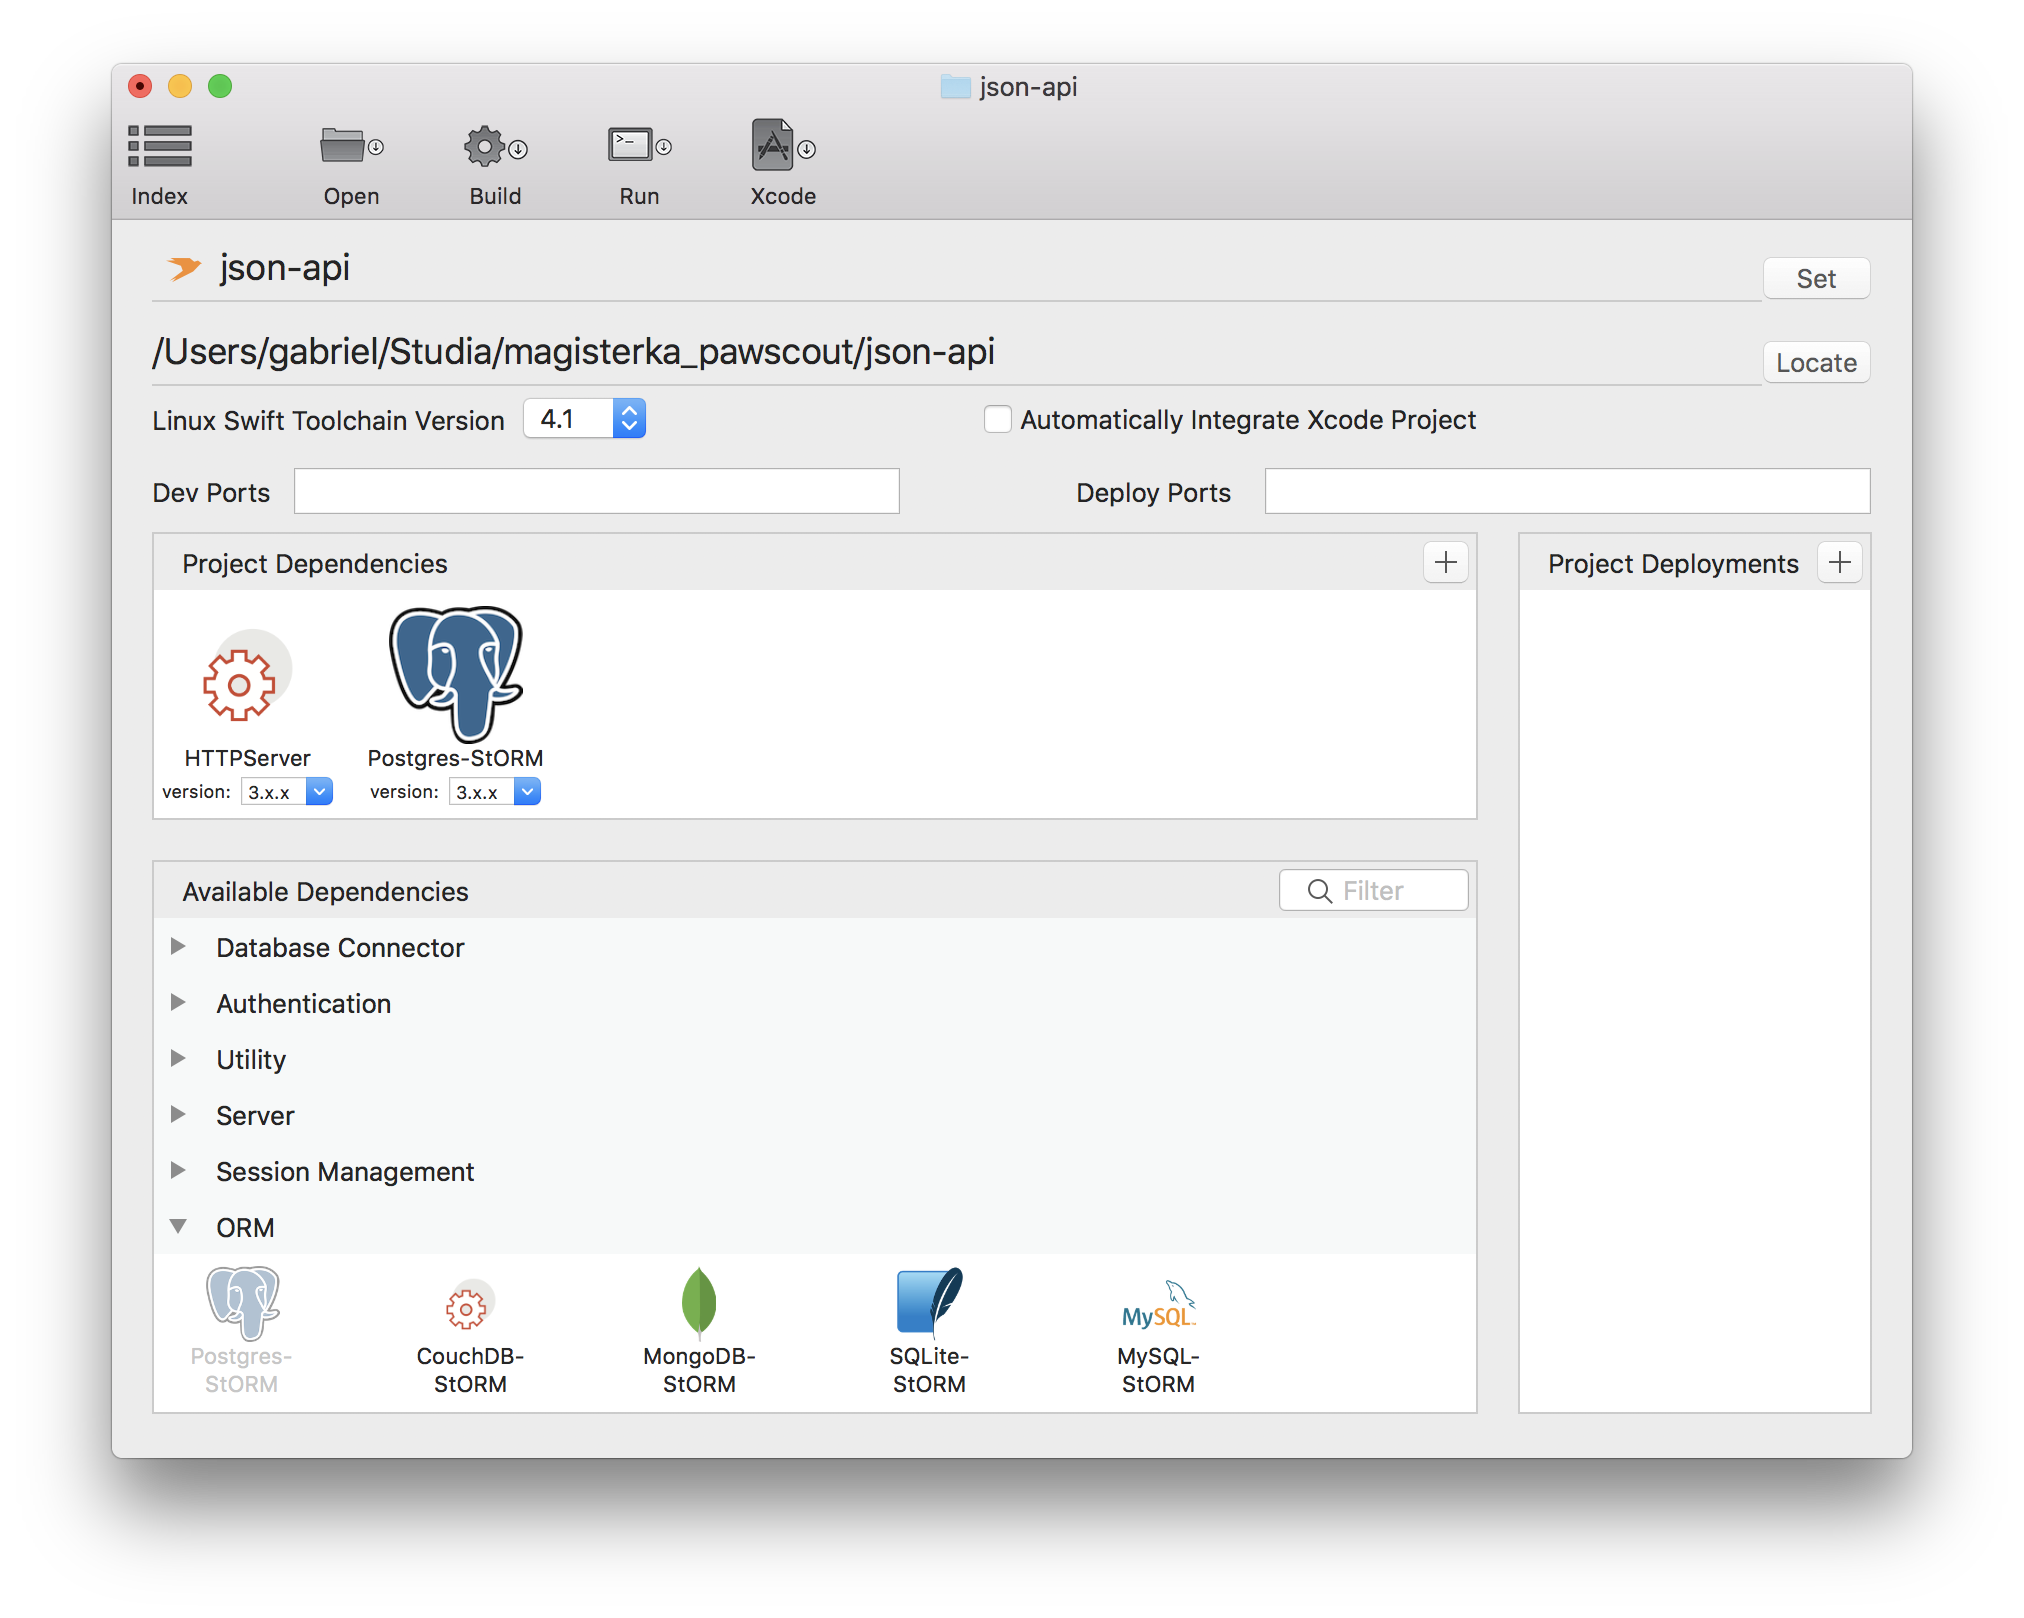 json-api
Index
Open
Build
Run
Xcode
json-api
Set
/Users/gabriel/Studia/magisterka_pawscout/json-api
Locate
Linux Swift Toolchain Version 4.1
Automatically Integrate Xcode Project
Dev Ports
Deploy Ports
Project Dependencies
HTTPServer
version: 3.x.x
Postgres-StORM
version: 3.x.x
Project Deployments
Available Dependencies
Filter
Database Connector
Authentication
Utility
Server
Session Management
ORM
Postgres-
StORM
CouchDB-
StORM
MongoDB-
StORM
SQLite-
StORM
MySQL
MySQL-
StORM